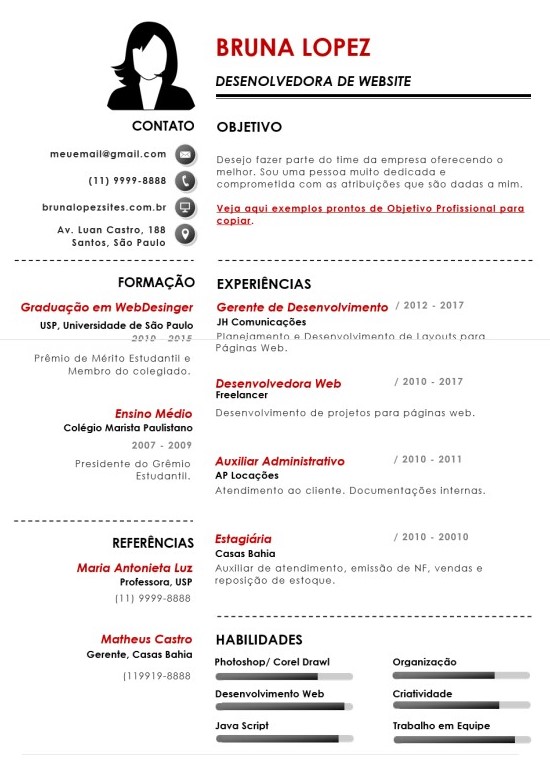 BRUNA LOPEZ
DESENOLVEDORA DE WEBSITE
CONTATO
meuemail@gmail.com
(11) 9999-8888
brunalopezsites.com.br
Av. Luan Castro, 188
Santos, São Paulo
OBJETIVO
Desejo fazer parte do time da empresa oferecendo o
melhor. Sou uma pessoa muito dedicada e
comprometida com as atribuições que são dadas a mim.
Veja aqui exemplos prontos de Objetivo Profissional para
copiar.
FORMAÇÃO
Graduação em WebDesinger
USP, Universidade de São Paulo
2010 - 2015
Prêmio de Mérito Estudantil e
Membro do colegiado.
Ensino Médio
Colégio Marista Paulistano
2007 - 2009
Presidente do Grêmio
Estudantil.
REFERÊNCIAS
Maria Antonieta Luz
Professora, USP
(11) 9999-8888
Matheus Castro
Gerente, Casas Bahia
(119919-8888
EXPERIÊNCIAS
Gerente de Desenvolvimento / 2012 - 2017
JH Comunicações
Planejamento e Desenvolvimento de Layouts para
Páginas Web.
Desenvolvedora Web / 2010 - 2017
Freelancer
Desenvolvimento de projetos para páginas web.
Auxiliar Administrativo / 2010 - 2011
AP Locações
Atendimento ao cliente. Documentações internas.
Estagiária / 2010 - 20010
Casas Bahia
Auxiliar de atendimento, emissão de NF, vendas e
reposição de estoque.
HABILIDADES
Photoshop/ Corel Drawl
Organização
Desenvolvimento Web
Criatividade
Java Script
Trabalho em Equipe